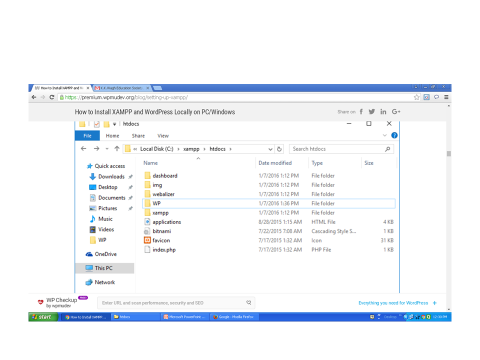 1/2 How to Install XAMPP and
https://premium.wpmudev.org/blog/setting-up-xampp/
How to Install XAMPP and WordPress Locally on PC/Windows
Share on
htdocs
File Home Share View
Local Disk (C:) › xampp › htdocs ›
Search htdocs
Name Date modified Type Size
Quick access
Downloads
Desktop
Documents
Pictures
Music
Videos
WP
OneDrive
This PC
Network
dashboard 1/7/2016 1:12 PM File folder
img 1/7/2016 1:12 PM File folder
webalizer 1/7/2016 1:12 PM File folder
WP 1/7/2016 1:36 PM File folder
xampp 1/7/2016 1:12 PM File folder
applications 8/28/2015 1:15 AM HTML File 4 KB
bitnami 7/22/2015 7:08 AM Cascading Style S... 1 KB
favicon 7/17/2015 1:32 AM Icon 31 KB
index.php 7/17/2015 1:32 AM PHP File 1 KB
WP Checkup
by wpmudev
Enter URL and scan performance, security and SEO
Everything you need for WordPress
start
How to Install XAMPP...
htdocs
Microsoft PowerPoint ...
Google - Mozilla Firefox